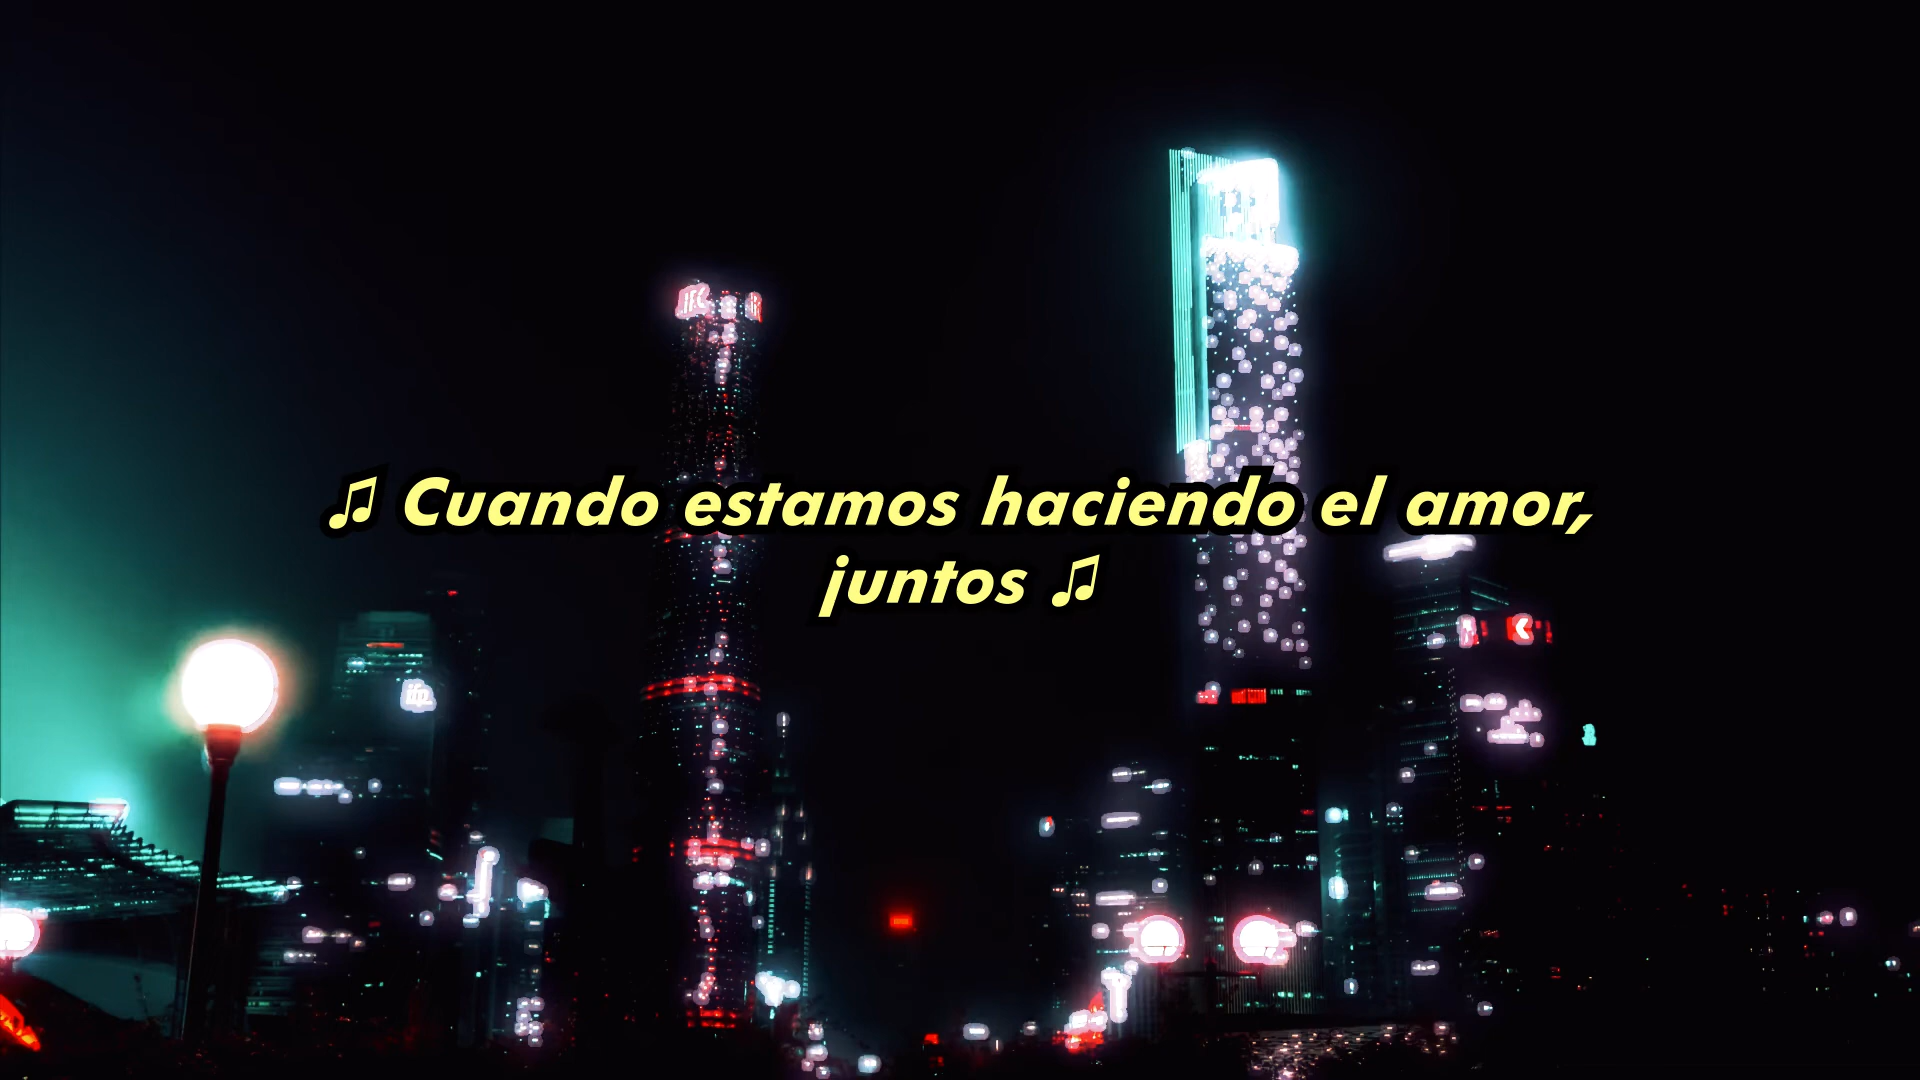 ♫ Cuando estamos haciendo el amor,
juntos ♫